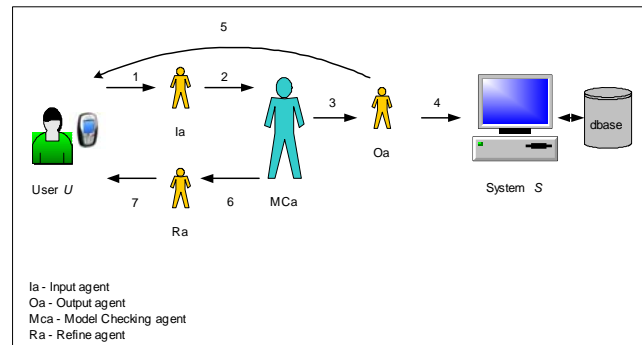 5
1
2
3
4
Ia
Oa
dbase
User U
7
6
MCa
System S
Ra
Ia - Input agent
Oa - Output agent
Mca - Model Checking agent
Ra - Refine agent